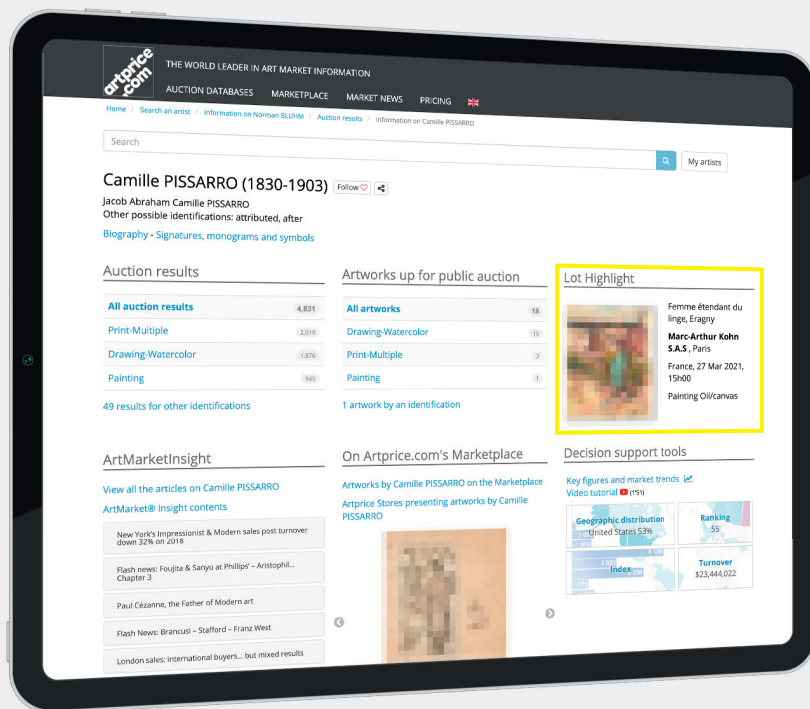 artprice
.com
THE WORLD LEADER IN ART MARKET INFORMATION
AUCTION DATABASES MARKETPLACE MARKET NEWS PRICING
Home / Search an artist / Information on Norman BLUHM / Auction results / Information on Camille PISSARRO
Search
My artists
Camille PISSARRO (1830-1903) Follow
Jacob Abraham Camille PISSARRO
Other possible identifications: attributed, after
Biography - Signatures, monograms and symbols
Auction results
All auction results 4,831
Print-Multiple 2,010
Drawing-Watercolor 1,876
Painting 945
49 results for other identifications
Artworks up for public auction
All artworks 18
Drawing-Watercolor 15
Print-Multiple 2
Painting 1
1 artwork by an identification
Lot Highlight
Femme étendant du
linge, Eragny
Marc-Arthur Kohn
S.A.S , Paris
France, 27 Mar 2021,
15h00
Painting Oil/canvas
ArtMarketInsight
View all the articles on Camille PISSARRO
ArtMarket® Insight contents
New York's Impressionist & Modern sales post turnover
down 32% on 2018
Flash news: Foujita & Sanyu at Phillips' – Aristophil...
Chapter 3
Paul Cézanne, the Father of Modern art
Flash News: Brancusi – Stafford – Franz West
London sales: international buyers... but mixed results
On Artprice.com's Marketplace
Artworks by Camille PISSARRO on the Marketplace
Artprice Stores presenting artworks by Camille
PISSARRO
Decision support tools
Key figures and market trends
Video tutorial (1'51)
Geographic distribution
United States 53%
Ranking
55
Index
Turnover
$23,444,022